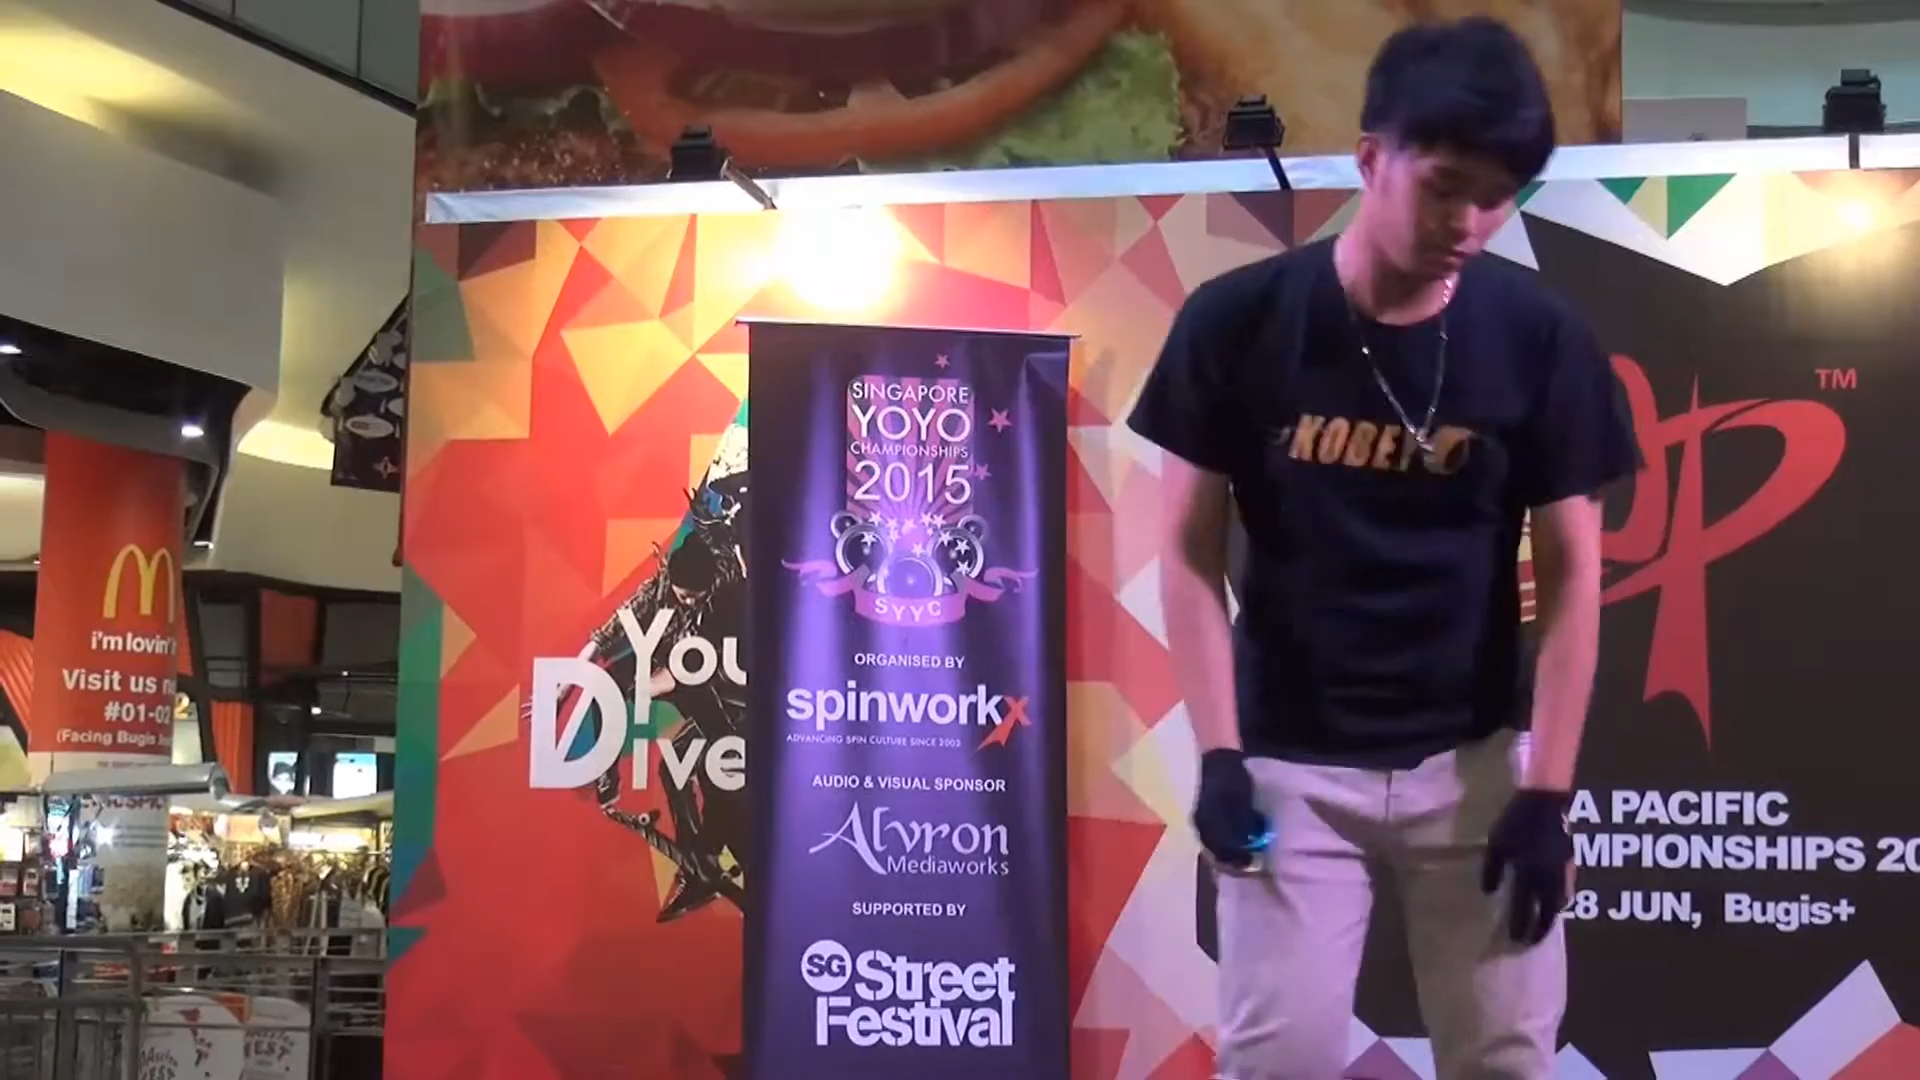 SINGAPORE
YOYO
CHAMPIONSHIPS
2015
SYYC
ORGANISED BY
spinworkx
ADVANCING SPIN CULTURE SINCE 2003
AUDIO & VISUAL SPONSOR
Alvron
Mediaworks
SUPPORTED BY
SG Street
Festival
You
Dive
i'm lovin'
Visit us
#01-02
(Facing Bugis
KOBEY
TM
A PACIFIC
MPIONSHIPS 20
28 JUN, Bugis+